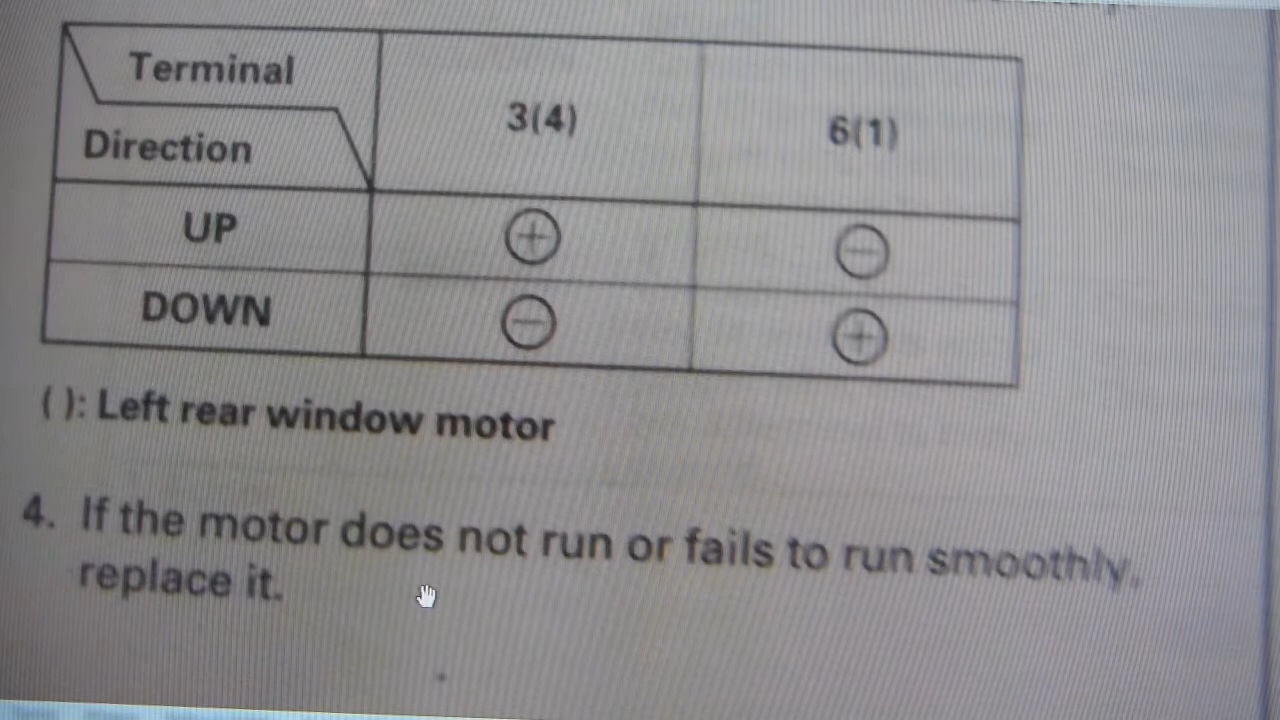 Terminal
3(4) 6(1)
Direction
UP + −
DOWN − +
( ): Left rear window motor
4. If the motor does not run or fails to run smoothly,
replace it.